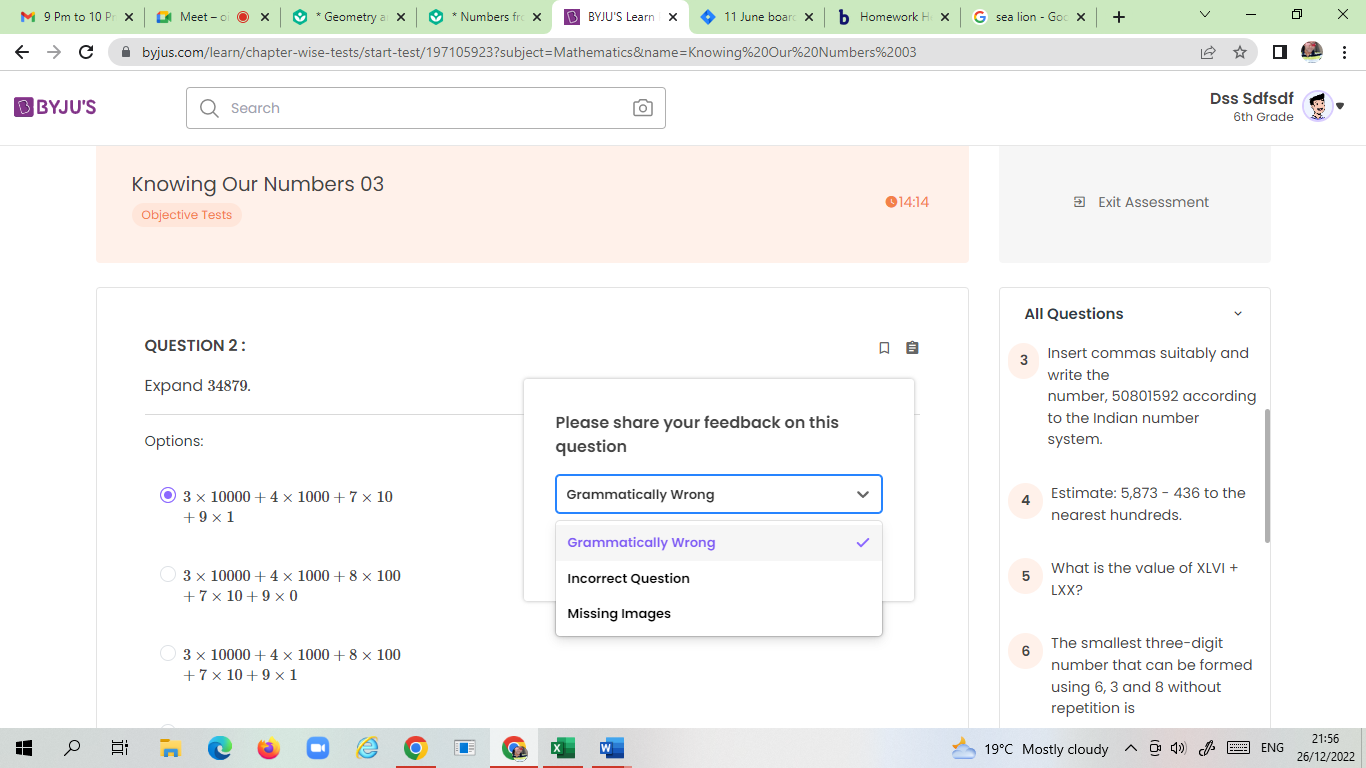 9 Pm to 10 P
Meet – o
* Geometry a
* Numbers fr
BYJU'S Learn
11 June boar
Homework H
sea lion - Goo
byjus.com/learn/chapter-wise-tests/start-test/197105923?subject=Mathematics&name=Knowing%20Our%20Numbers%2003
BYJU'S
Search
Dss Sdfsdf
6th Grade
Knowing Our Numbers 03
Objective Tests
14:14
Exit Assessment
QUESTION 2 :
Expand 34879.
Options:
3 × 10000 + 4 × 1000 + 7 × 10
+ 9 × 1
3 × 10000 + 4 × 1000 + 8 × 100
+ 7 × 10 + 9 × 0
3 × 10000 + 4 × 1000 + 8 × 100
+ 7 × 10 + 9 × 1
Please share your feedback on this
question
Grammatically Wrong
Grammatically Wrong
Incorrect Question
Missing Images
All Questions
3
Insert commas suitably and
write the
number, 50801592 according
to the Indian number
system.
4
Estimate: 5,873 - 436 to the
nearest hundreds.
5
What is the value of XLVI +
LXX?
6
The smallest three-digit
number that can be formed
using 6, 3 and 8 without
repetition is
19°C Mostly cloudy
ENG
21:56
26/12/2022